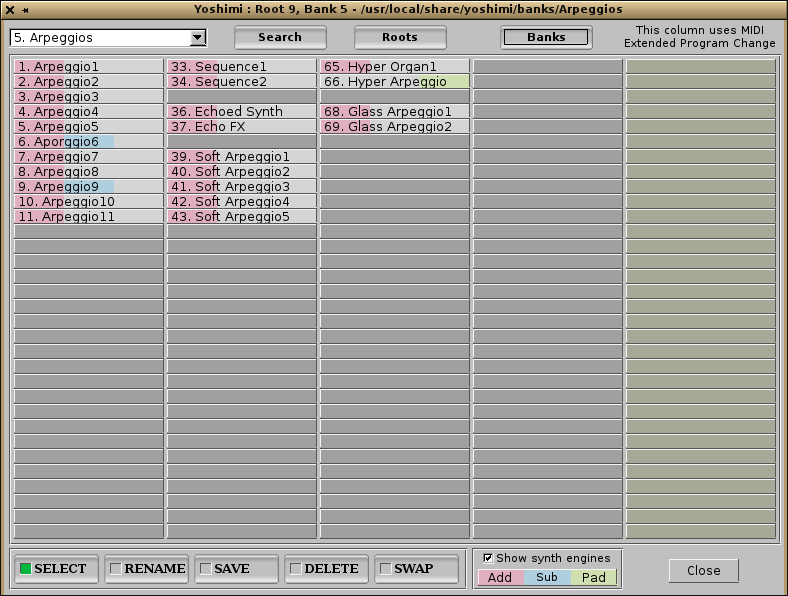 Yoshimi : Root 9, Bank 5 - /usr/local/share/yoshimi/banks/Arpeggios
5. Arpeggios
Search
Roots
Banks
This column uses MIDI
Extended Program Change
1. Arpeggio1
2. Arpeggio2
3. Arpeggio3
4. Arpeggio4
5. Arpeggio5
6. Aporggio6
7. Arpeggio7
8. Arpeggio8
9. Arpeggio9
10. Arpeggio10
11. Arpeggio11
33. Sequence1
34. Sequence2
36. Echoed Synth
37. Echo FX
39. Soft Arpeggio1
40. Soft Arpeggio2
41. Soft Arpeggio3
42. Soft Arpeggio4
43. Soft Arpeggio5
65. Hyper Organ1
66. Hyper Arpeggio
68. Glass Arpeggio1
69. Glass Arpeggio2
SELECT
RENAME
SAVE
DELETE
SWAP
Show synth engines
Add
Sub
Pad
Close